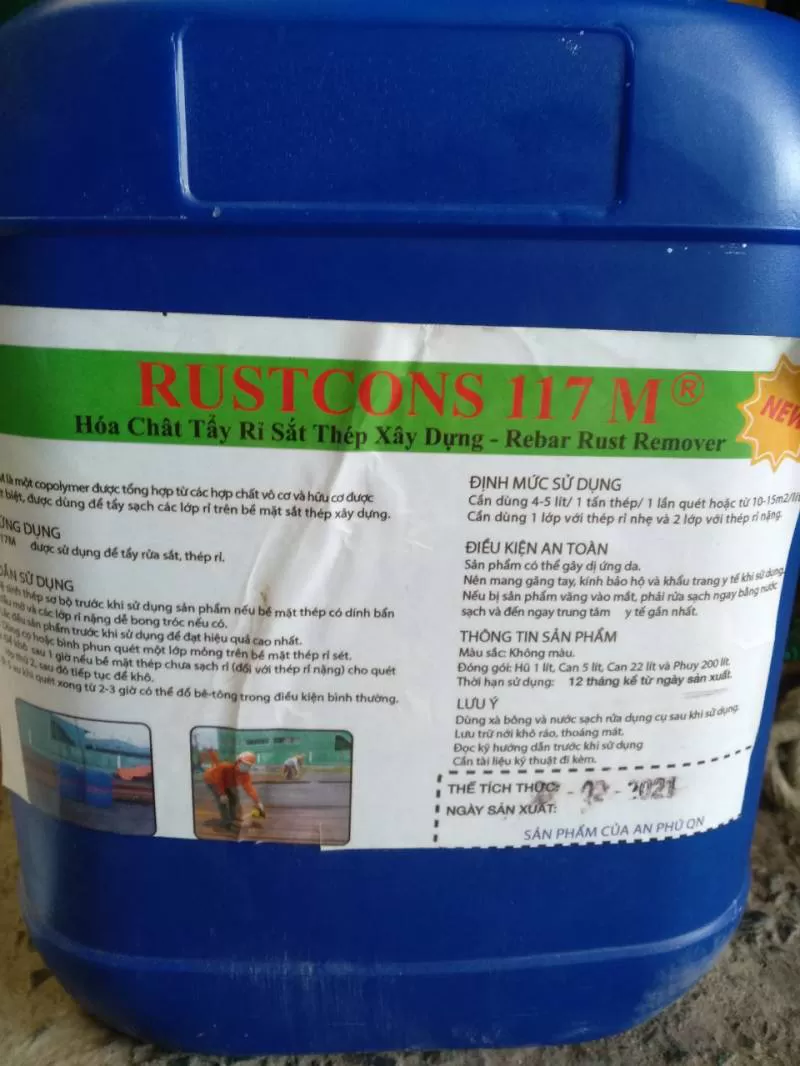 RUSTCONS 117 M®
NEW
Hóa Chât Tẩy Rỉ Sắt Thép Xây Dựng - Rebar Rust Remover
M là một copolymer được tổng hợp từ các hợp chất vô cơ và hữu cơ được
t biệt, được dùng để tẩy sạch các lớp rỉ trên bề mặt sắt thép xây dựng.
ỨNG DỤNG
17M được sử dụng để tẩy rửa sắt, thép rỉ.
DẪN SỬ DỤNG
sinh thép sơ bộ trước khi sử dụng sản phẩm nếu bề mặt thép có dính bẩn
dầu mỡ và các lớp rỉ nặng dễ bong tróc nếu có.
lắc đều sản phẩm trước khi sử dụng để đạt hiệu quả cao nhất.
cụ hoặc bình phun quét một lớp mỏng trên bề mặt thép rỉ sét.
khô sau 1 giờ nếu bề mặt thép chưa sạch rỉ (đối với thép rỉ nặng) cho quét
lớp thứ 2, sau đó tiếp tục để khô.
sau khi quét xong từ 2-3 giờ có thể đổ bê-tông trong điều kiện bình thường.
ĐỊNH MỨC SỬ DỤNG
Cần dùng 4-5 lít/ 1 tấn thép/ 1 lần quét hoặc từ 10-15m2/lít
Cần dùng 1 lớp với thép rỉ nhẹ và 2 lớp với thép rỉ nặng.
ĐIỀU KIỆN AN TOÀN
Sản phẩm có thể gây dị ứng da.
Nên mang găng tay, kính bảo hộ và khẩu trang y tế khi sử dụng.
Nếu bị sản phẩm văng vào mắt, phải rửa sạch ngay bằng nước
sạch và đến ngay trung tâm y tế gần nhất.
THÔNG TIN SẢN PHẨM
Màu sắc: Không màu.
Đóng gói: Hũ 1 lít, Can 5 lít, Can 22 lít và Phuy 200 lít.
Thời hạn sử dụng: 12 tháng kể từ ngày sản xuất.
LƯU Ý
Dùng xà bông và nước sạch rửa dụng cụ sau khi sử dụng.
Lưu trữ nới khô ráo, thoáng mát.
Đọc kỹ hướng dẫn trước khi sử dụng
Cần tài liệu kỹ thuật đi kèm.
THỂ TÍCH THỰC:
NGÀY SẢN XUẤT: 2021
SẢN PHẨM CỦA AN PHÚ QN